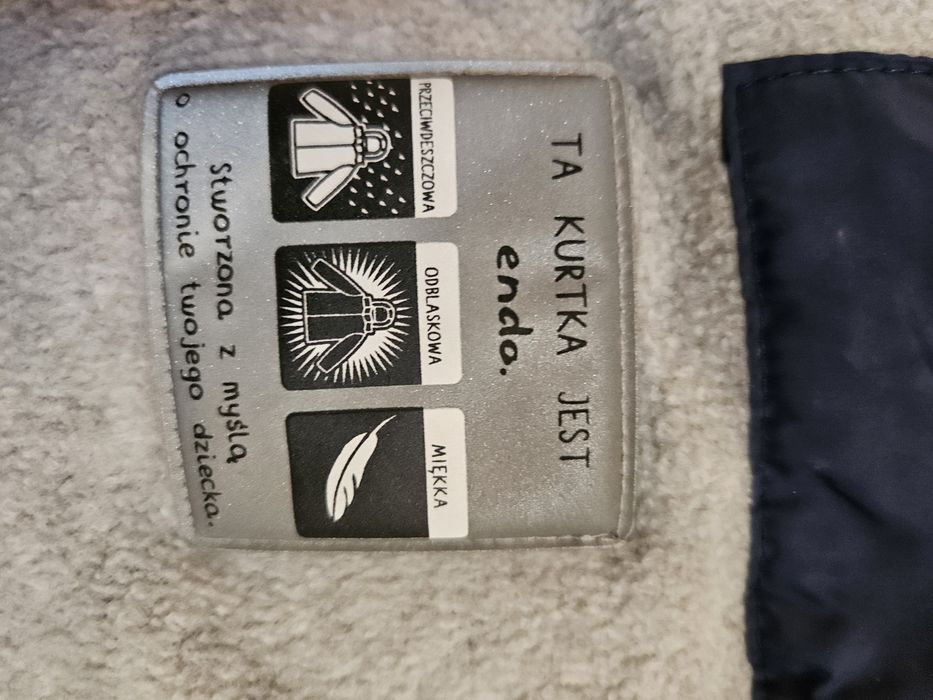 TA KURTKA JEST
endo.
PRZECIWDESZCZOWA
ODBLASKOWA
MIĘKKA
Stworzona z myślą
o ochronie twojego dziecka.